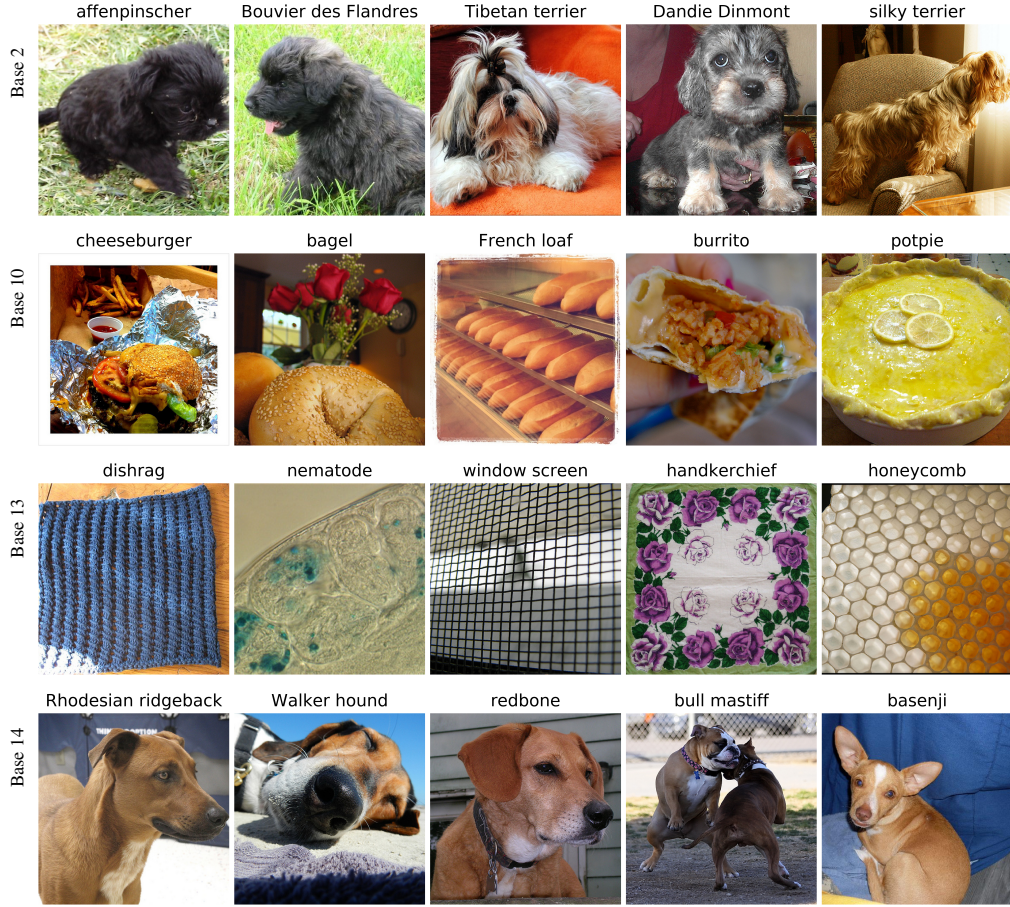 affenpinscher Bouvier des Flandres Tibetan terrier Dandie Dinmont silky terrier
Base 2
cheeseburger bagel French loaf burrito potpie
Base 10
dishrag nematode window screen handkerchief honeycomb
Base 13
Rhodesian ridgeback Walker hound redbone bull mastiff basenji
Base 14